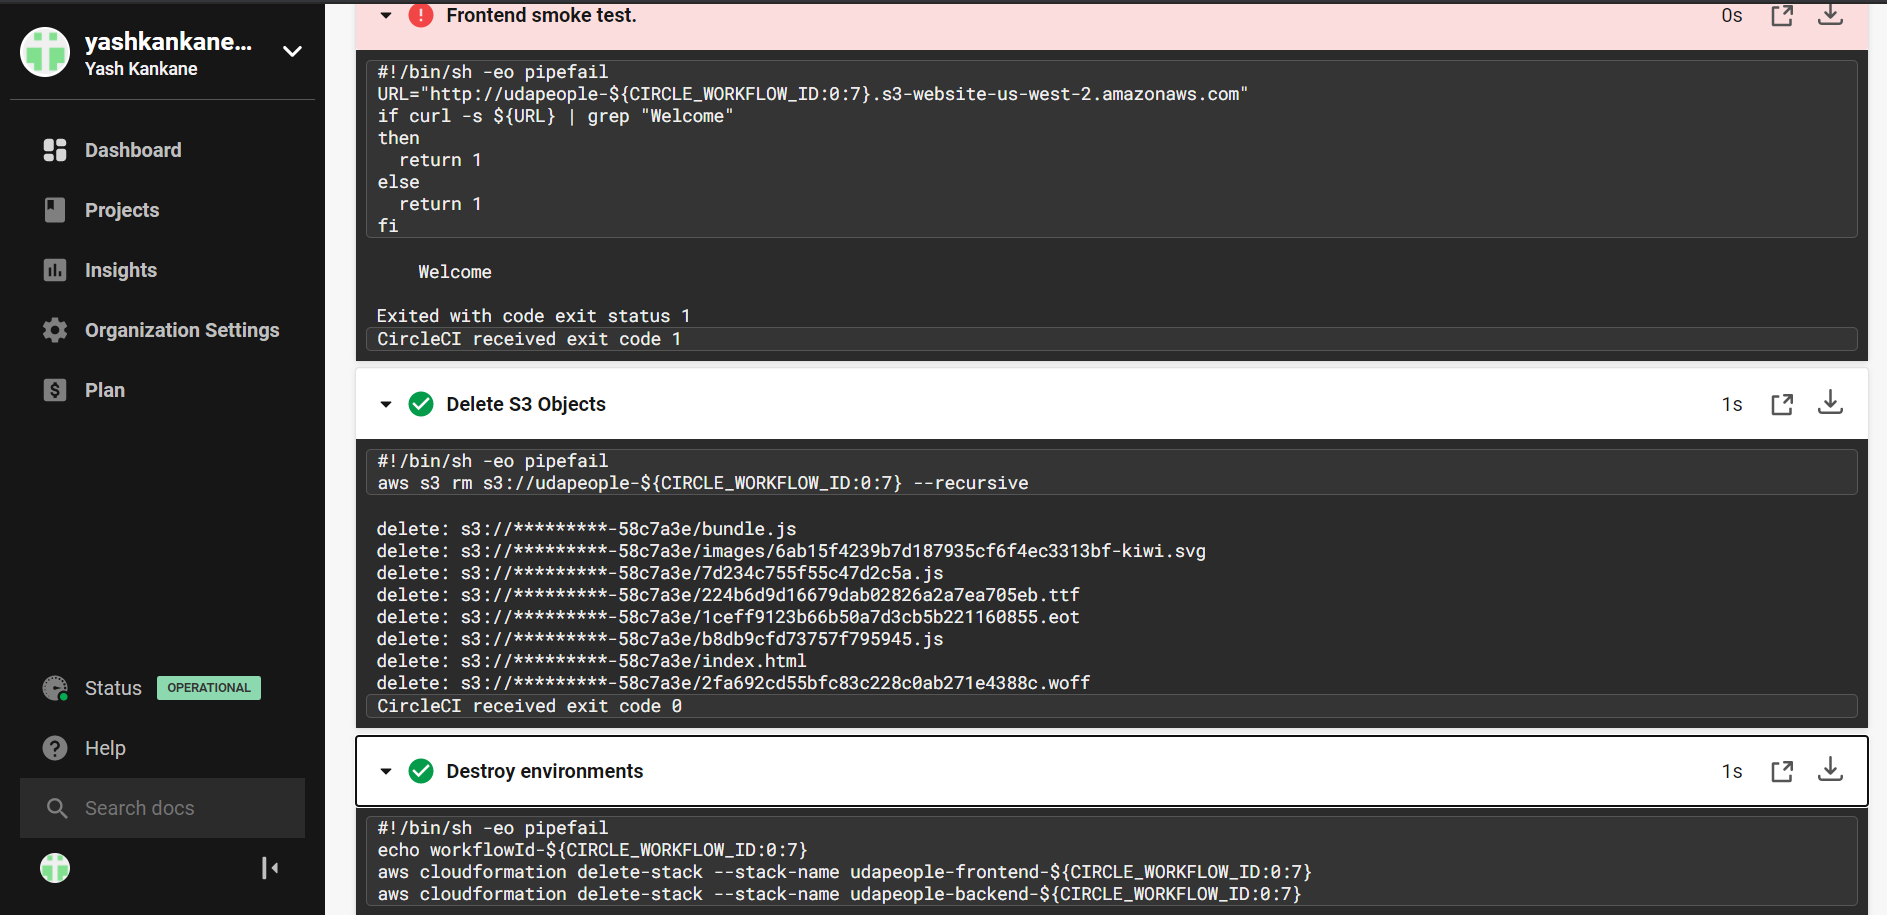 yashkankane...
Yash Kankane
Dashboard
Projects
Insights
Organization Settings
Plan
Status OPERATIONAL
Help
Search docs
Frontend smoke test. 0s
#!/bin/sh -eo pipefail
URL="http://udapeople-${CIRCLE_WORKFLOW_ID:0:7}.s3-website-us-west-2.amazonaws.com"
if curl -s ${URL} | grep "Welcome"
then
  return 1
else
  return 1
fi
Welcome
Exited with code exit status 1
CircleCI received exit code 1
Delete S3 Objects 1s
#!/bin/sh -eo pipefail
aws s3 rm s3://udapeople-${CIRCLE_WORKFLOW_ID:0:7} --recursive
delete: s3://*********-58c7a3e/bundle.js
delete: s3://*********-58c7a3e/images/6ab15f4239b7d187935cf6f4ec3313bf-kiwi.svg
delete: s3://*********-58c7a3e/7d234c755f55c47d2c5a.js
delete: s3://*********-58c7a3e/224b6d9d16679dab02826a2a7ea705eb.ttf
delete: s3://*********-58c7a3e/1ceff9123b66b50a7d3cb5b221160855.eot
delete: s3://*********-58c7a3e/b8db9cfd73757f795945.js
delete: s3://*********-58c7a3e/index.html
delete: s3://*********-58c7a3e/2fa692cd55bfc83c228c0ab271e4388c.woff
CircleCI received exit code 0
Destroy environments 1s
#!/bin/sh -eo pipefail
echo workflowId-${CIRCLE_WORKFLOW_ID:0:7}
aws cloudformation delete-stack --stack-name udapeople-frontend-${CIRCLE_WORKFLOW_ID:0:7}
aws cloudformation delete-stack --stack-name udapeople-backend-${CIRCLE_WORKFLOW_ID:0:7}